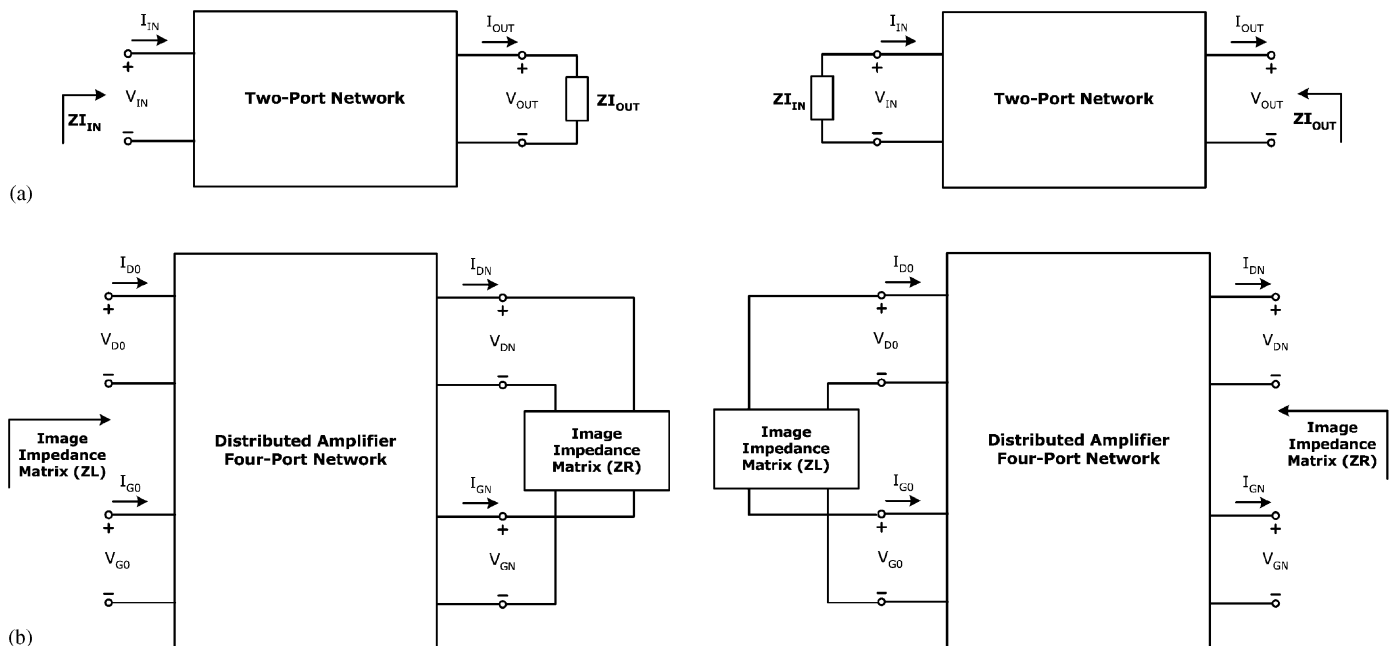 I_IN
+
V_IN
−
ZI_IN
Two-Port Network
I_OUT
+
V_OUT
−
ZI_OUT
ZI_IN
I_IN
+
V_IN
−
Two-Port Network
I_OUT
+
V_OUT
−
ZI_OUT
(a)
I_D0
+
V_D0
−
Image
Impedance
Matrix (ZL)
I_G0
+
V_G0
−
Distributed Amplifier
Four-Port Network
I_DN
+
V_DN
−
Image
Impedance
Matrix (ZR)
I_GN
+
V_GN
−
I_D0
+
V_D0
−
Image
Impedance
Matrix (ZL)
I_G0
+
V_G0
−
Distributed Amplifier
Four-Port Network
I_DN
+
V_DN
−
Image
Impedance
Matrix (ZR)
I_GN
+
V_GN
−
(b)